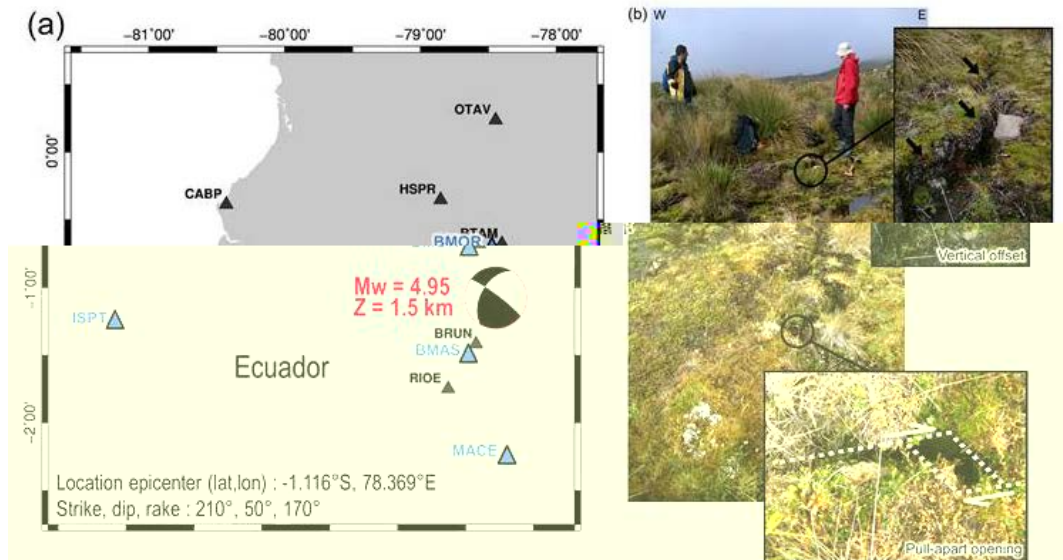 (a)
−81°00'
−80°00'
−79°00'
−78°00'
0°00'
−1°00'
−2°00'
OTAV
CABP
HSPR
BMOR
Mw = 4.95
Z = 1.5 km
ISPT
BRUN
BMAS
RIOE
Ecuador
MACE
Location epicenter (lat,lon) : -1.116°S, 78.369°E
Strike, dip, rake : 210°, 50°, 170°
(b)
W
E
Vertical offset
Pull-apart opening